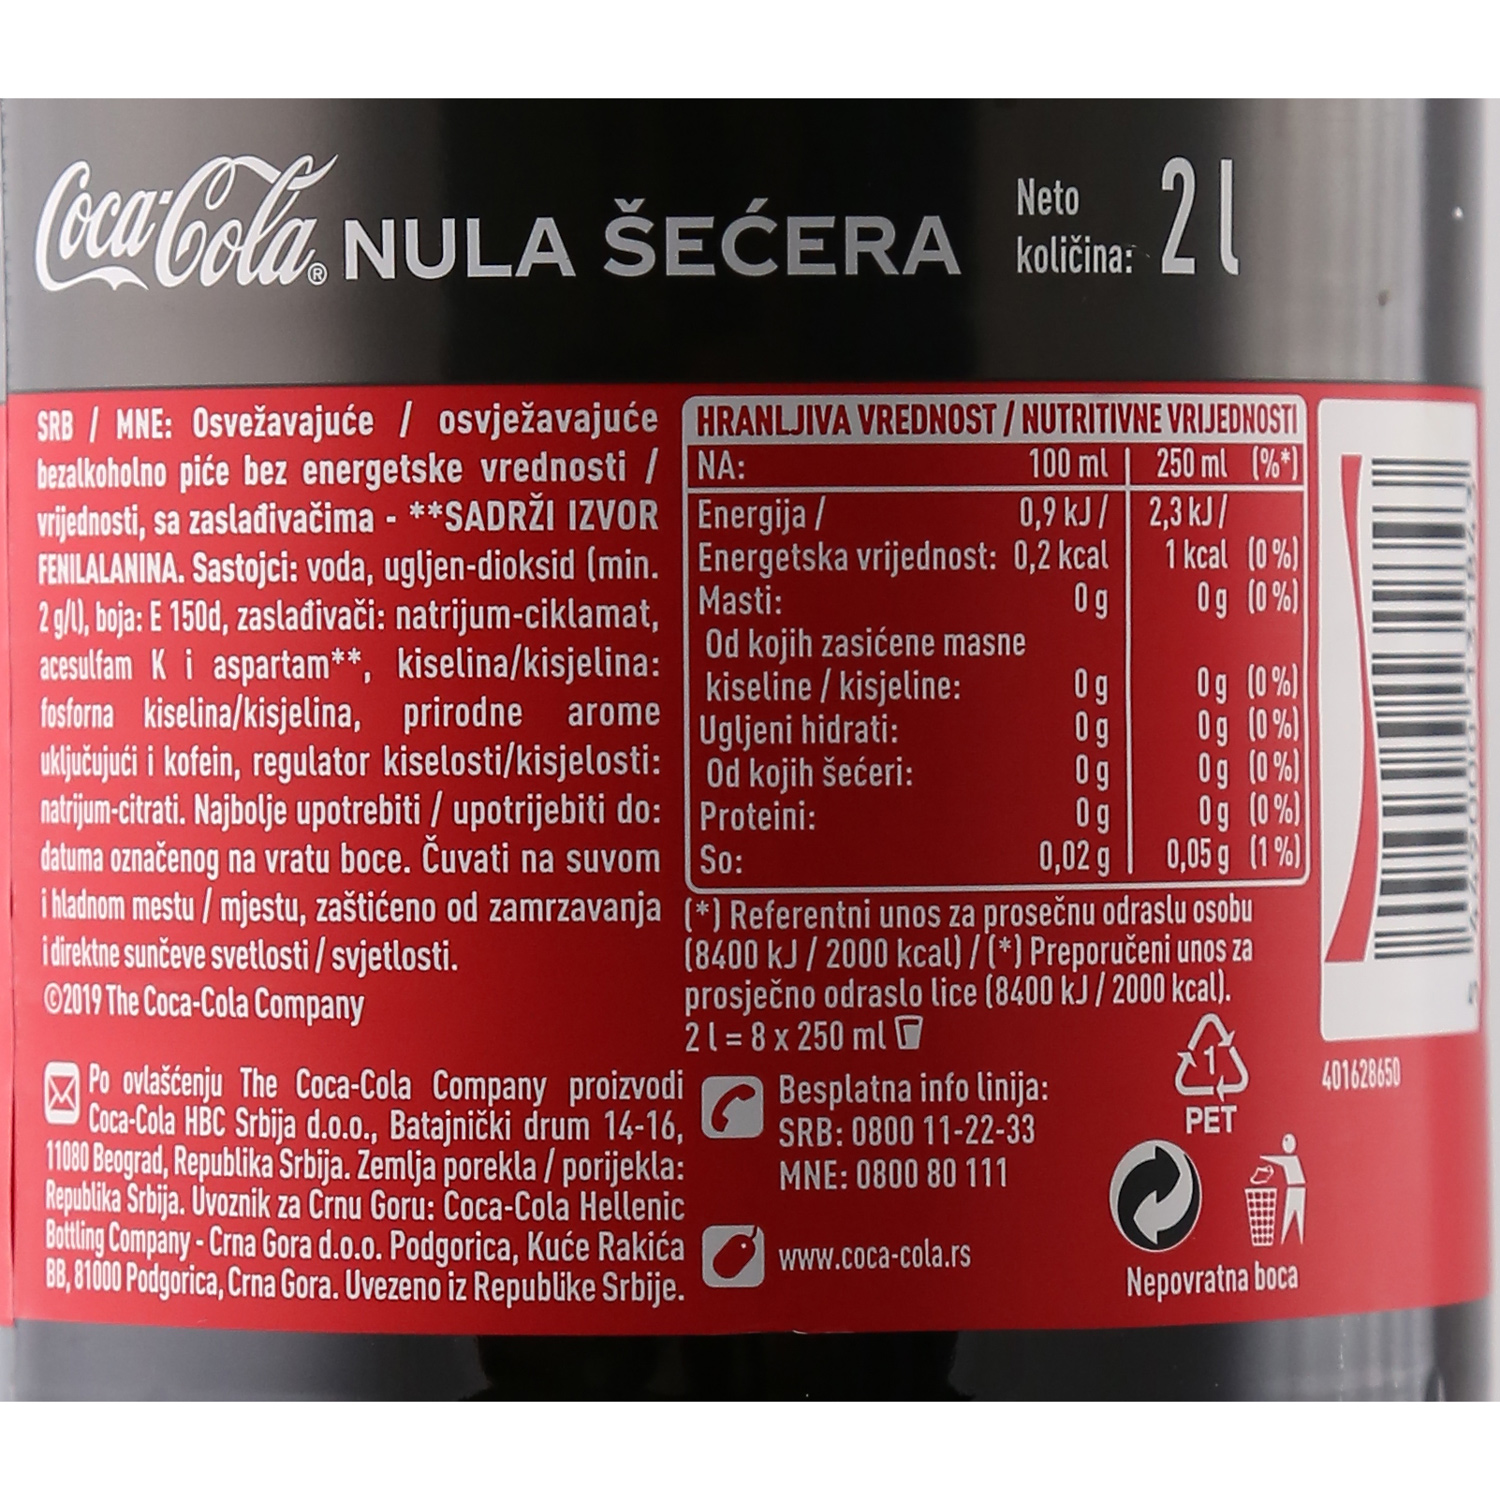 Coca-Cola® NULA ŠEĆERA
Neto
količina: 2 l
SRB / MNE: Osvežavajuće / osvježavajuće
bezalkoholno piće bez energetske vrednosti /
vrijednosti, sa zaslađivačima - **SADRŽI IZVOR
FENILALANINA. Sastojci: voda, ugljen-dioksid (min.
2 g/l), boja: E 150d, zaslađivači: natrijum-ciklamat,
acesulfam K i aspartam**, kiselina/kisjelina:
fosforna kiselina/kisjelina, prirodne arome
uključujući i kofein, regulator kiselosti/kisjelosti:
natrijum-citrati. Najbolje upotrebiti / upotrijebiti do:
datuma označenog na vratu boce. Čuvati na suvom
i hladnom mestu / mjestu, zaštićeno od zamrzavanja
i direktne sunčeve svetlosti / svjetlosti.
©2019 The Coca-Cola Company
Po ovlašćenju The Coca-Cola Company proizvodi
Coca-Cola HBC Srbija d.o.o., Batajnički drum 14-16,
11080 Beograd, Republika Srbija. Zemlja porekla / porijekla:
Republika Srbija. Uvoznik za Crnu Goru: Coca-Cola Hellenic
Bottling Company - Crna Gora d.o.o. Podgorica, Kuće Rakića
BB, 81000 Podgorica, Crna Gora. Uvezeno iz Republike Srbije.
HRANLJIVA VREDNOST / NUTRITIVNE VRIJEDNOSTI
NA: 100 ml 250 ml (%*)
Energija / 0,9 kJ / 2,3 kJ /
Energetska vrijednost: 0,2 kcal 1 kcal (0 %)
Masti: 0 g 0 g (0 %)
Od kojih zasićene masne
kiseline / kisjeline: 0 g 0 g (0 %)
Ugljeni hidrati: 0 g 0 g (0 %)
Od kojih šećeri: 0 g 0 g (0 %)
Proteini: 0 g 0 g (0 %)
So: 0,02 g 0,05 g (1 %)
(*) Referentni unos za prosečnu odraslu osobu
(8400 kJ / 2000 kcal) / (*) Preporučeni unos za
prosječno odraslo lice (8400 kJ / 2000 kcal).
2 l = 8 x 250 ml
Besplatna info linija:
SRB: 0800 11-22-33
MNE: 0800 80 111
www.coca-cola.rs
1
PET
Nepovratna boca
401628650